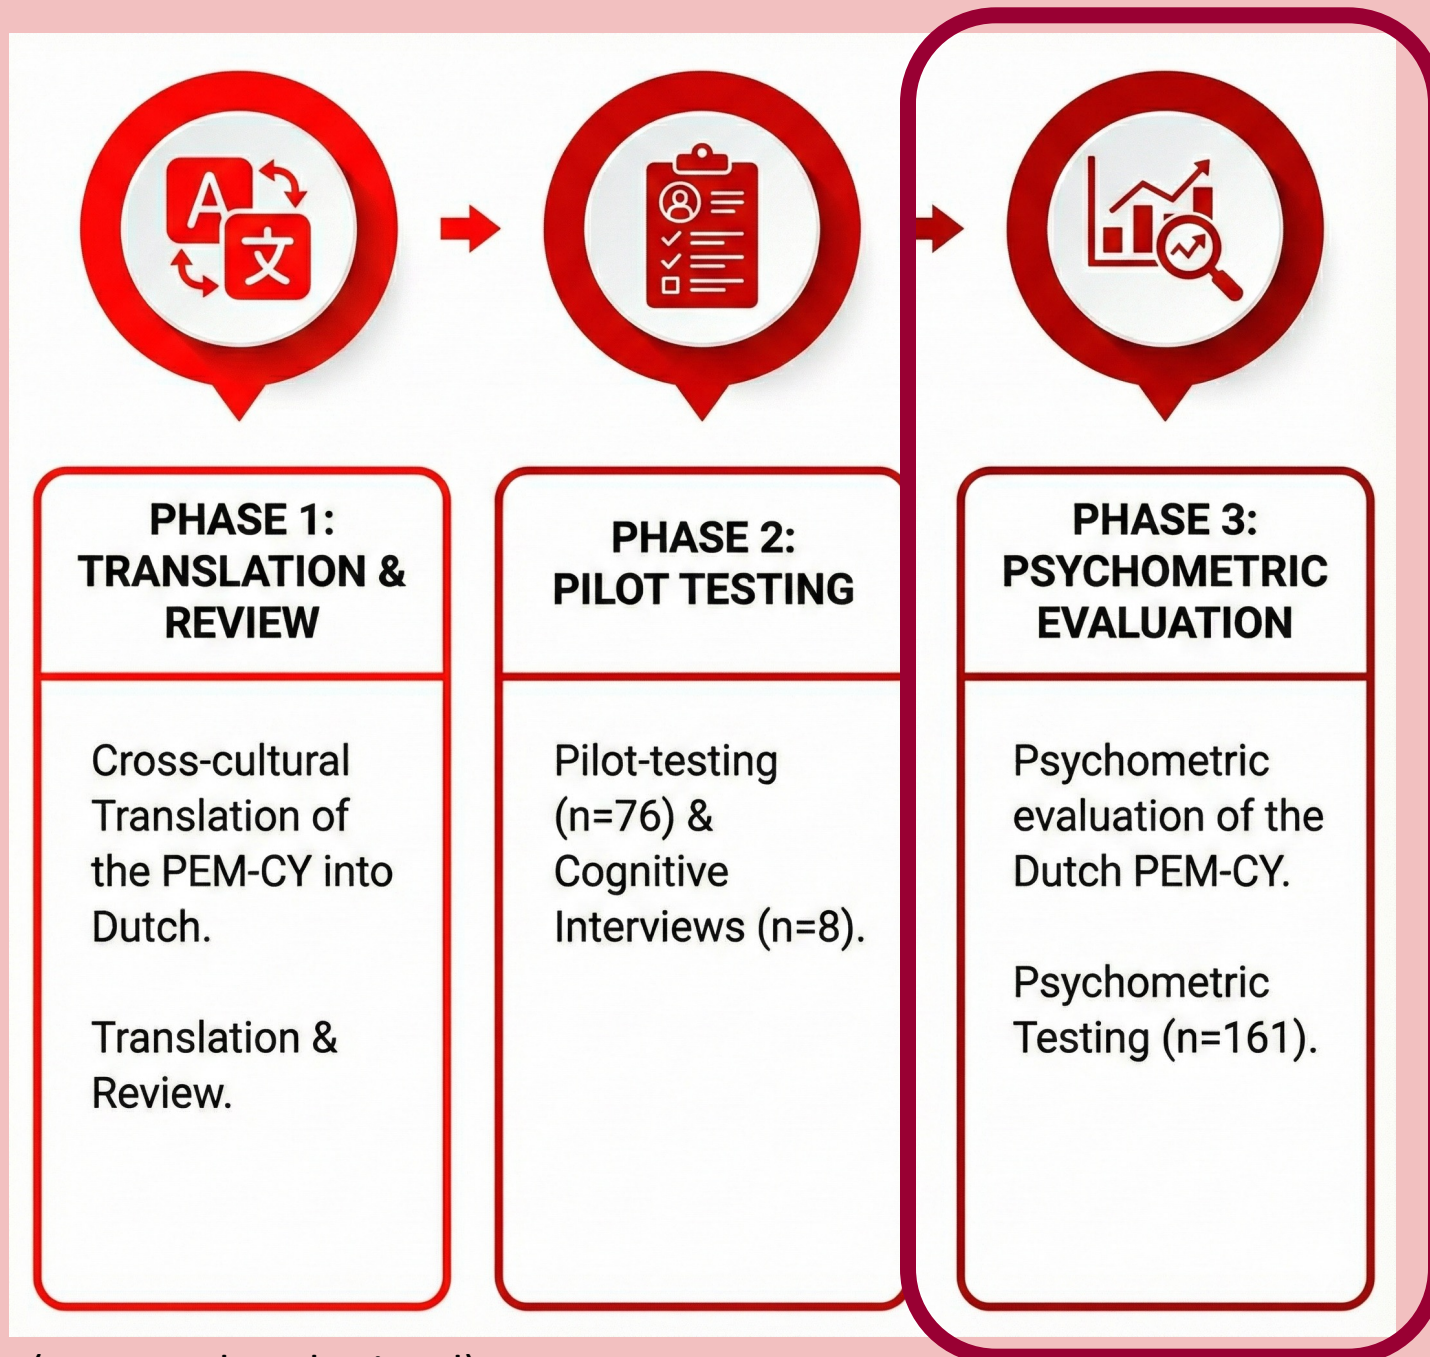 A
文
PHASE 1:
TRANSLATION &
REVIEW
Cross-cultural
Translation of
the PEM-CY into
Dutch.
Translation &
Review.
PHASE 2:
PILOT TESTING
Pilot-testing
(n=76) &
Cognitive
Interviews (n=8).
PHASE 3:
PSYCHOMETRIC
EVALUATION
Psychometric
evaluation of the
Dutch PEM-CY.
Psychometric
Testing (n=161).